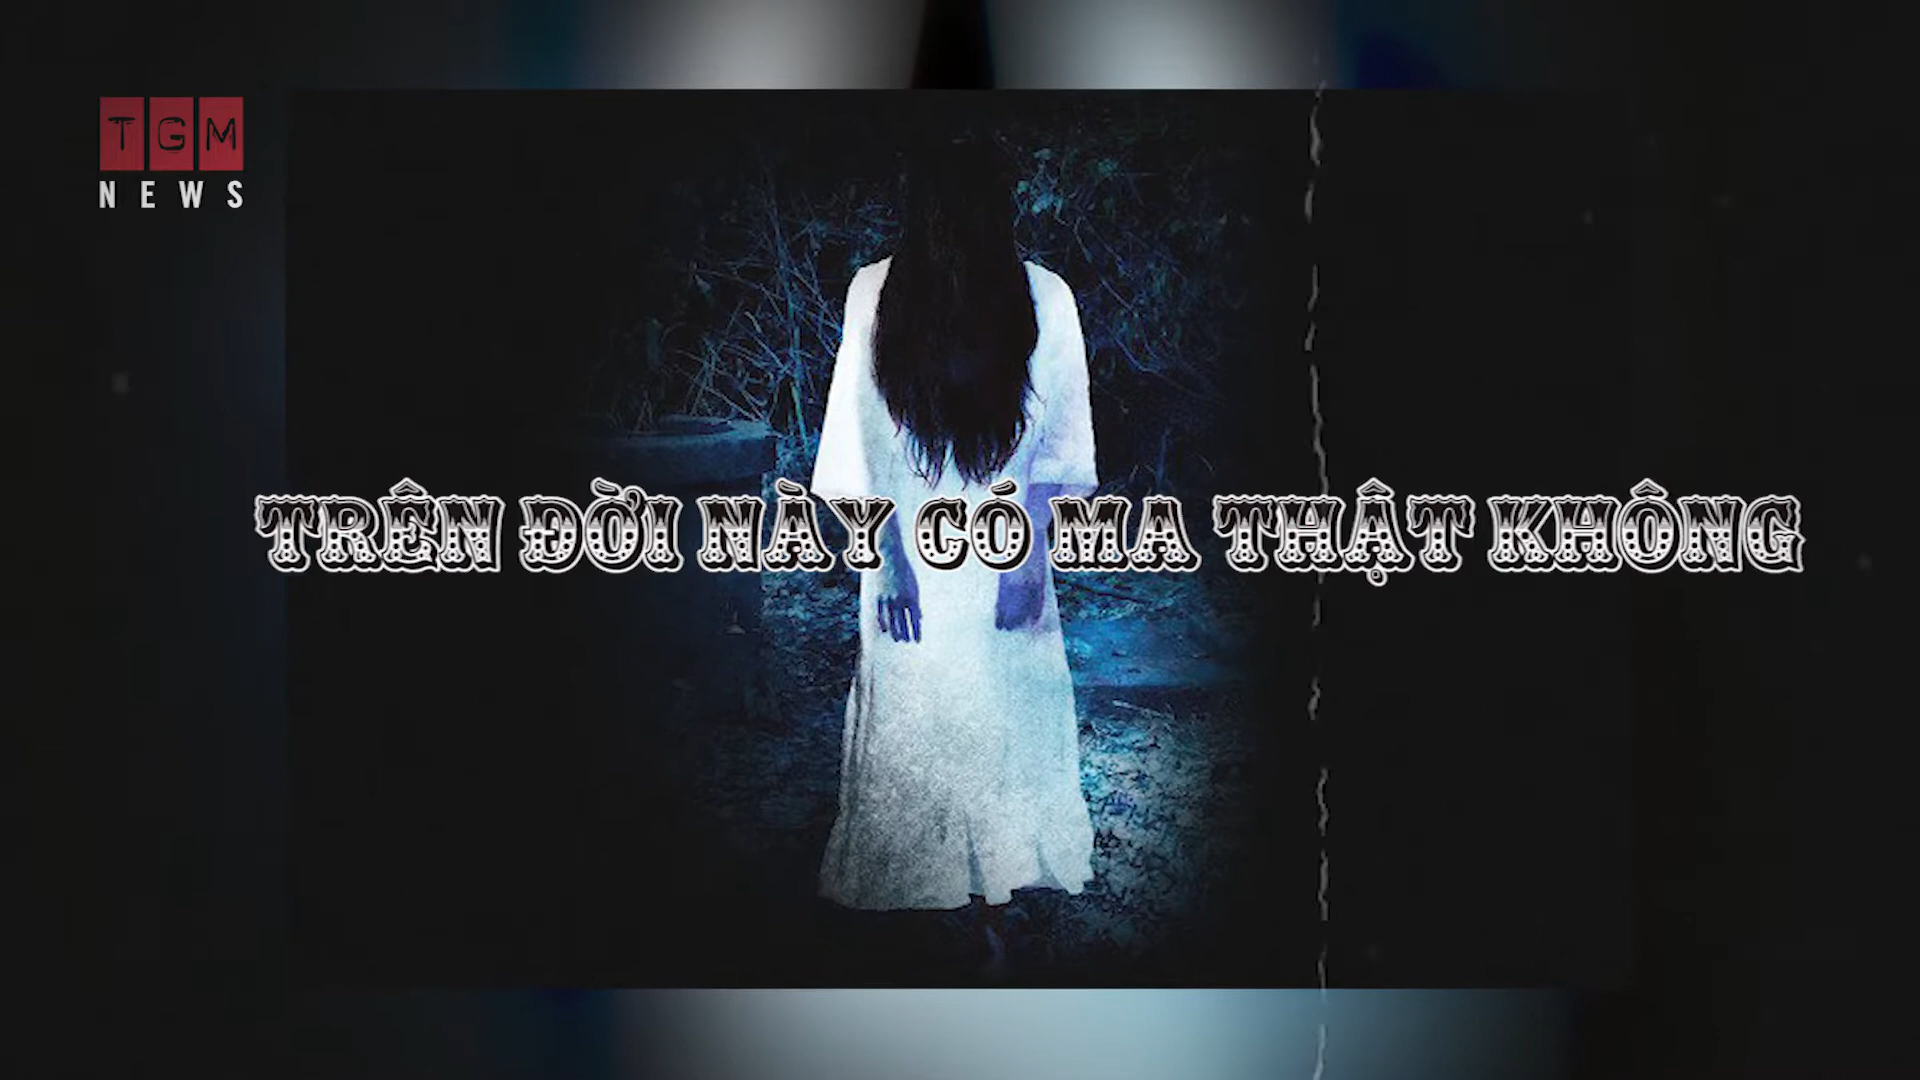 TGM
NEWS
TRÊN ĐỜI NÀY CÓ MA THẬT KHÔNG